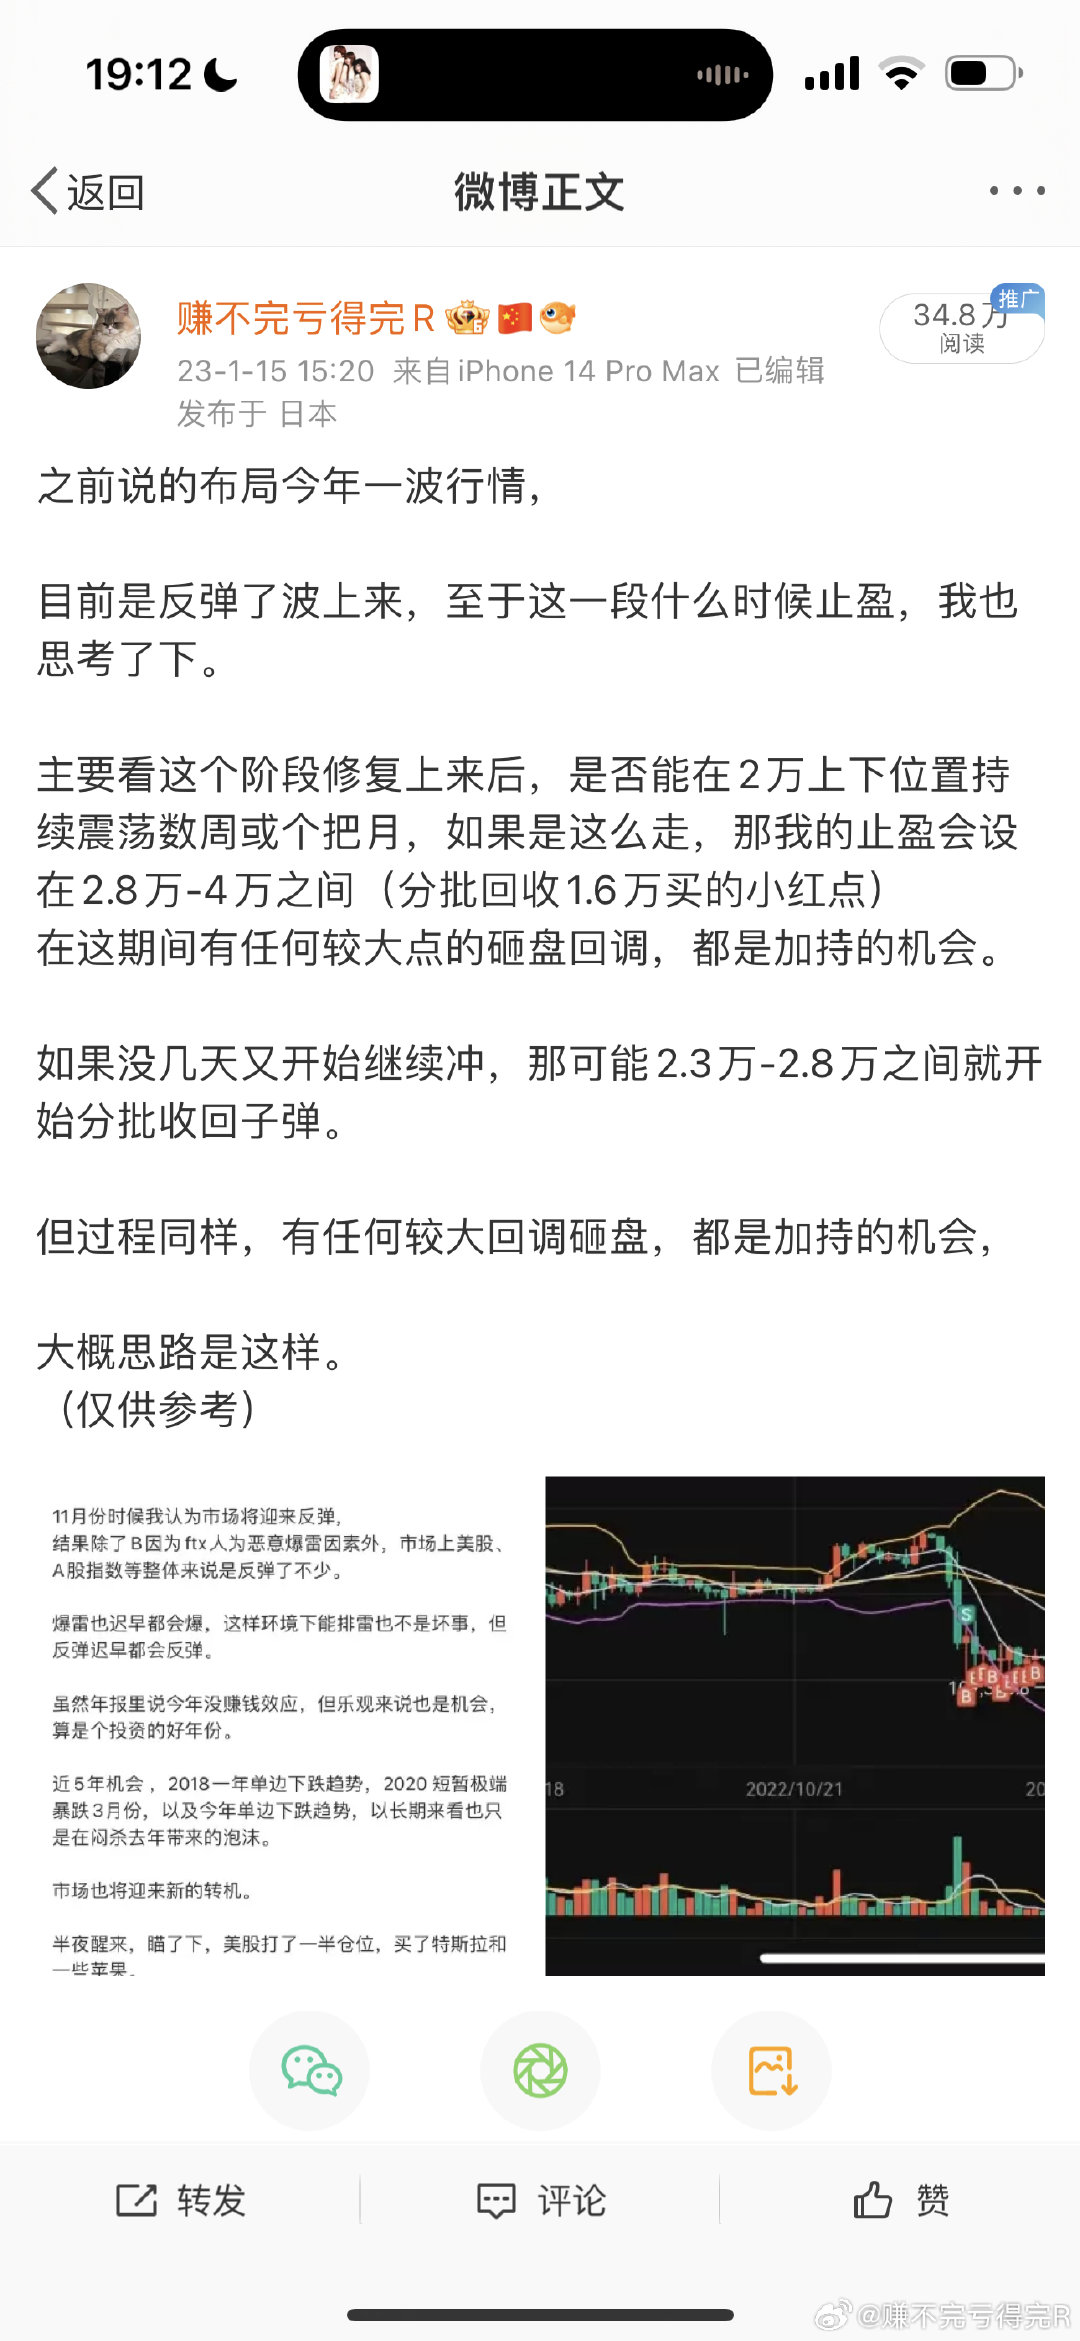 19:12
返回
微博正文
赚不完亏得完R
推广
34.8万
阅读
23-1-15 15:20 来自 iPhone 14 Pro Max 已编辑
发布于 日本
之前说的布局今年一波行情，
目前是反弹了波上来，至于这一段什么时候止盈，我也
思考了下。
主要看这个阶段修复上来后，是否能在2万上下位置持
续震荡数周或个把月，如果是这么走，那我的止盈会设
在2.8万-4万之间（分批回收1.6万买的小红点）
在这期间有任何较大点的砸盘回调，都是加持的机会。
如果没几天又开始继续冲，那可能2.3万-2.8万之间就开
始分批收回子弹。
但过程同样，有任何较大回调砸盘，都是加持的机会，
大概思路是这样。
（仅供参考）
11月份时候我认为市场将迎来反弹，
结果除了B因为ftx人为恶意爆雷因素外，市场上美股、
A股指数等整体来说是反弹了不少。
爆雷也迟早都会爆，这样环境下能排雷也不是坏事，但
反弹迟早都会反弹。
虽然年报里说今年没赚钱效应，但乐观来说也是机会，
算是个投资的好年份。
近5年机会，2018一年单边下跌趋势，2020 短暂极端
暴跌3月份，以及今年单边下跌趋势，以长期来看也只
是在闷杀去年带来的泡沫。
市场也将迎来新的转机。
半夜醒来，瞄了下，美股打了一半仓位，买了特斯拉和
一些苹果。
S
B
B
B
B
18
2022/10/21
20
转发
评论
赞
@赚不完亏得完R